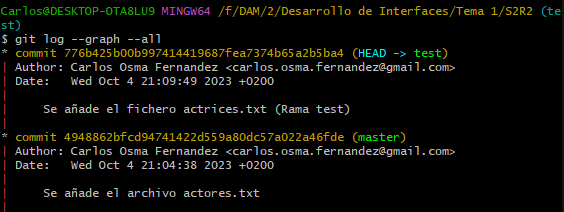 Carlos@DESKTOP-OTA8LU9 MINGW64 /f/DAM/2/Desarrollo de Interfaces/Tema 1/S2R2 (te
st)
$ git log --graph --all
* commit 776b425b00b997414419687fea7374b65a2b5ba4 (HEAD -> test)
| Author: Carlos Osma Fernandez <carlos.osma.fernandez@gmail.com>
| Date:   Wed Oct 4 21:09:49 2023 +0200
|
|     Se añade el fichero actrices.txt (Rama test)
|
* commit 4948862bfcd94741422d559a80dc57a022a46fde (master)
| Author: Carlos Osma Fernandez <carlos.osma.fernandez@gmail.com>
| Date:   Wed Oct 4 21:04:38 2023 +0200
|
|     Se añade el archivo actores.txt
|